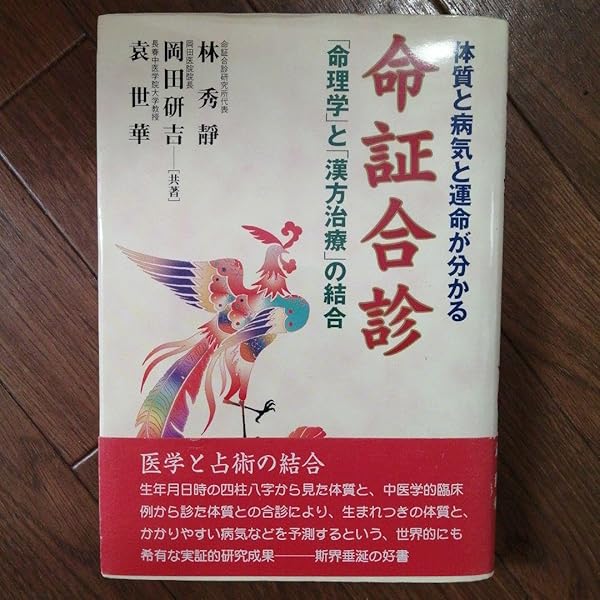 体質と病気と運命が分かる
命証合診
「命理学」と「漢方治療」の結合
命証合診研究所代表
林 秀靜
岡田医院院長
岡田研吉
長春中医学院大学教授
袁 世華
[共著]
医学と占術の結合
生年月日時の四柱八字から見た体質と、中医学的臨床
例から診た体質との合診により、生まれつきの体質と、
かかりやすい病気などを予測するという、世界的にも
希有な実証的研究成果——斯界垂涎の好書